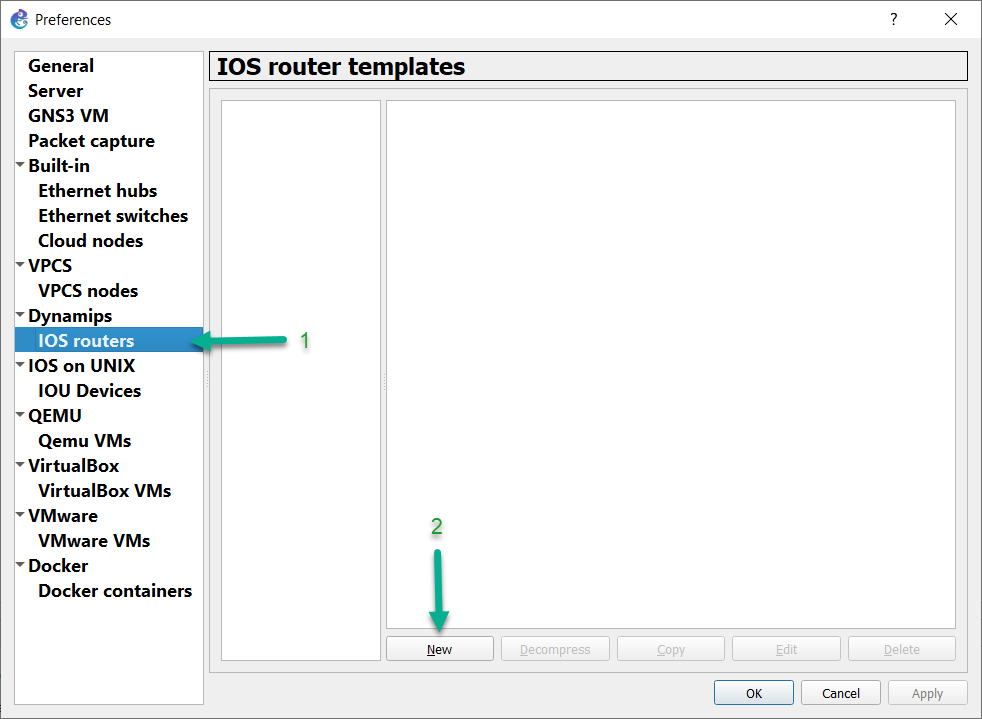 Preferences
?
General
Server
GNS3 VM
Packet capture
Built-in
Ethernet hubs
Ethernet switches
Cloud nodes
VPCS
VPCS nodes
Dynamips
IOS routers
IOS on UNIX
IOU Devices
QEMU
Qemu VMs
VirtualBox
VirtualBox VMs
VMware
VMware VMs
Docker
Docker containers
IOS router templates
1
2
New
Decompress
Copy
Edit
Delete
OK
Cancel
Apply